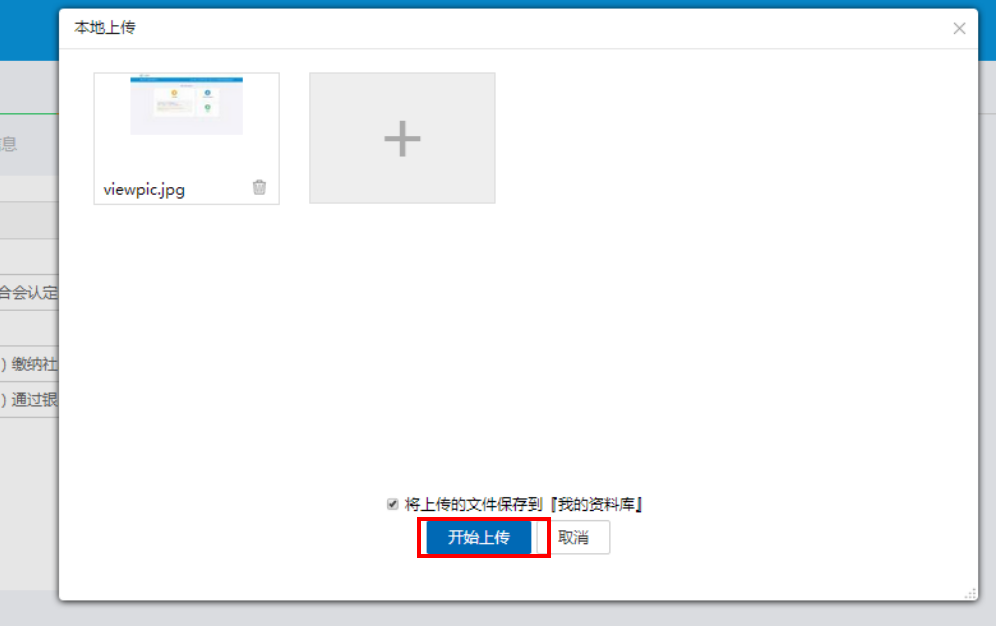 本地上传
息
viewpic.jpg
合会认定
) 缴纳社
) 通过银
将上传的文件保存到『我的资料库』
开始上传
取消